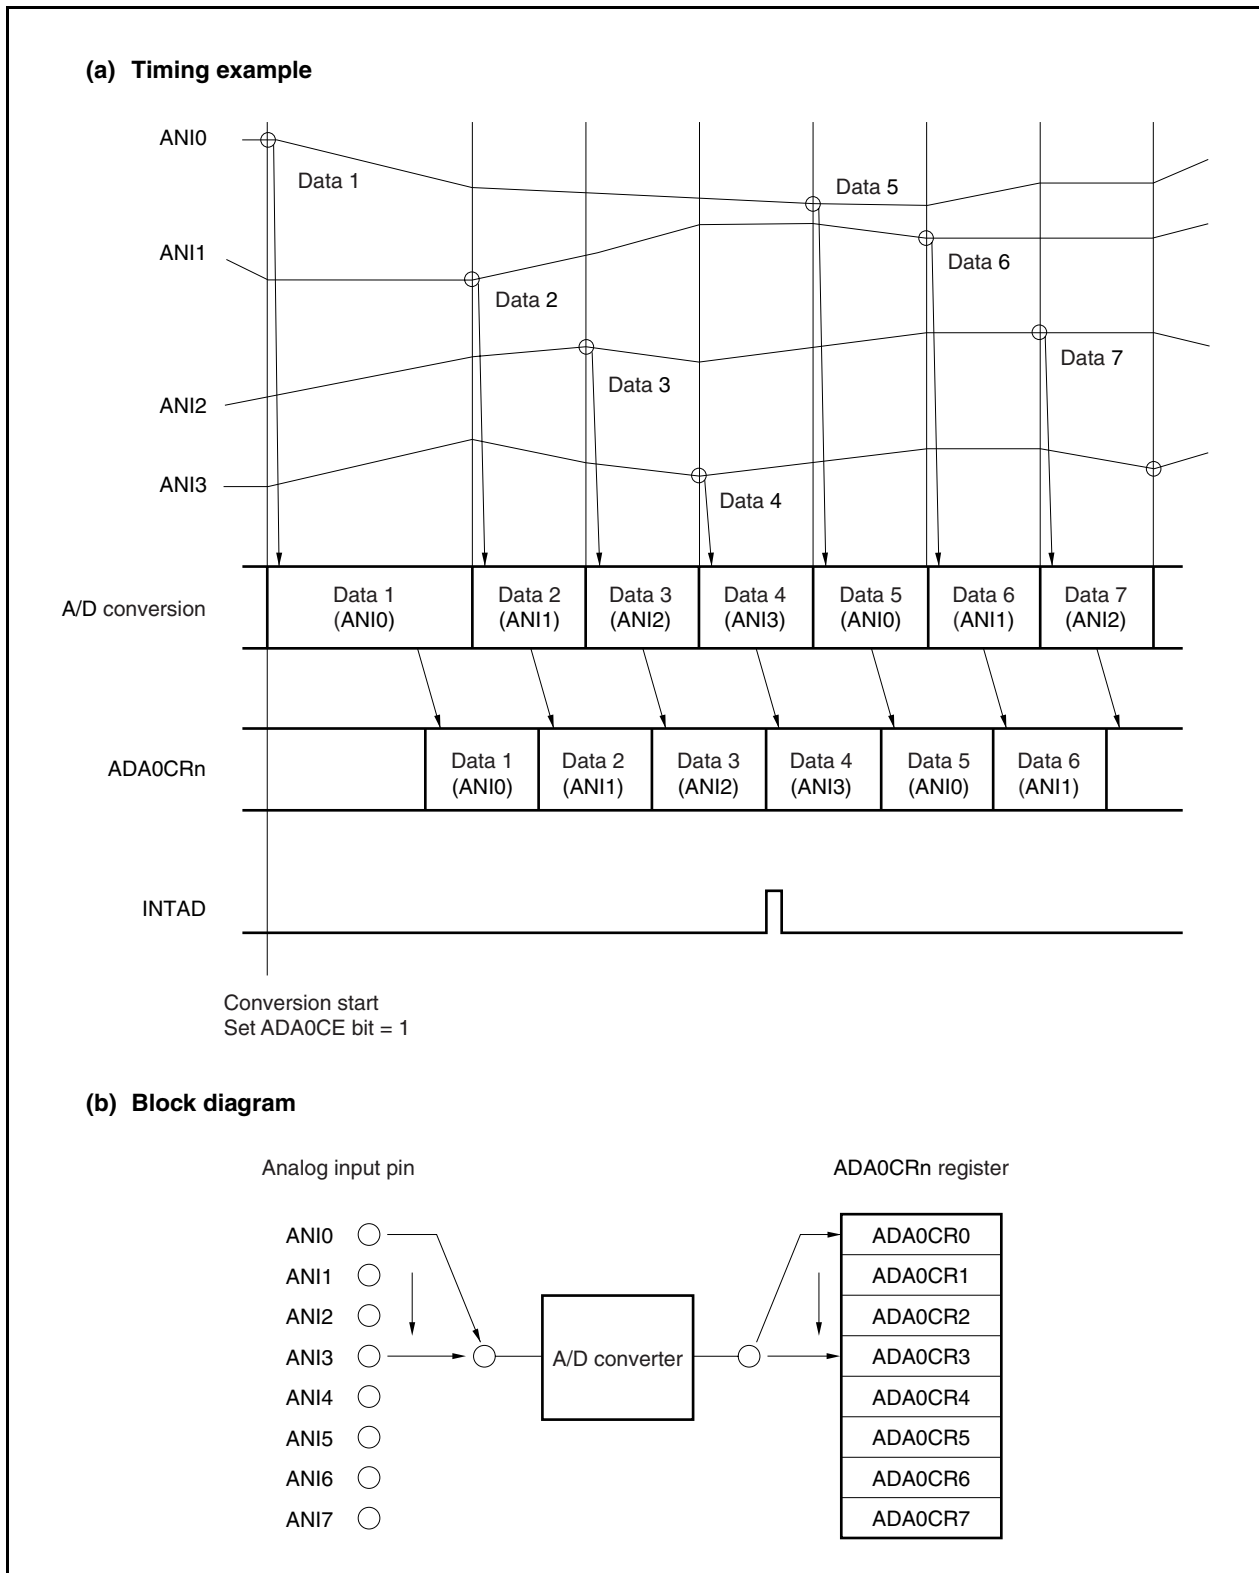 (a) Timing example
ANI0
Data 1
Data 5
ANI1
Data 6
Data 2
Data 7
Data 3
ANI2
ANI3
Data 4
A/D conversion
Data 1 Data 2 Data 3 Data 4 Data 5 Data 6 Data 7
(ANI0) (ANI1) (ANI2) (ANI3) (ANI0) (ANI1) (ANI2)
ADA0CRn
Data 1 Data 2 Data 3 Data 4 Data 5 Data 6
(ANI0) (ANI1) (ANI2) (ANI3) (ANI0) (ANI1)
INTAD
Conversion start
Set ADA0CE bit = 1
(b) Block diagram
Analog input pin ADA0CRn register
ANI0 ADA0CR0
ANI1 ADA0CR1
ANI2 ADA0CR2
ANI3 A/D converter ADA0CR3
ANI4 ADA0CR4
ANI5 ADA0CR5
ANI6 ADA0CR6
ANI7 ADA0CR7